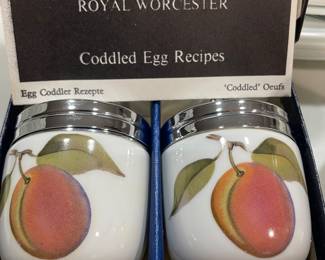 ROYAL WORCESTER
Coddled Egg Recipes
Egg Coddler Rezepte
'Coddled' Oeufs